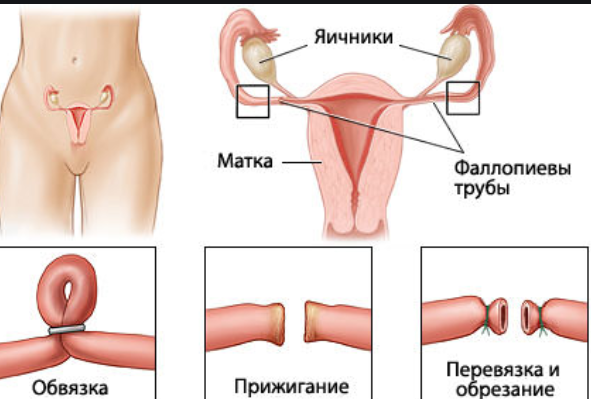 Яичники
Матка
Фаллопиевы
трубы
Обвязка
Прижигание
Перевязка и
обрезание